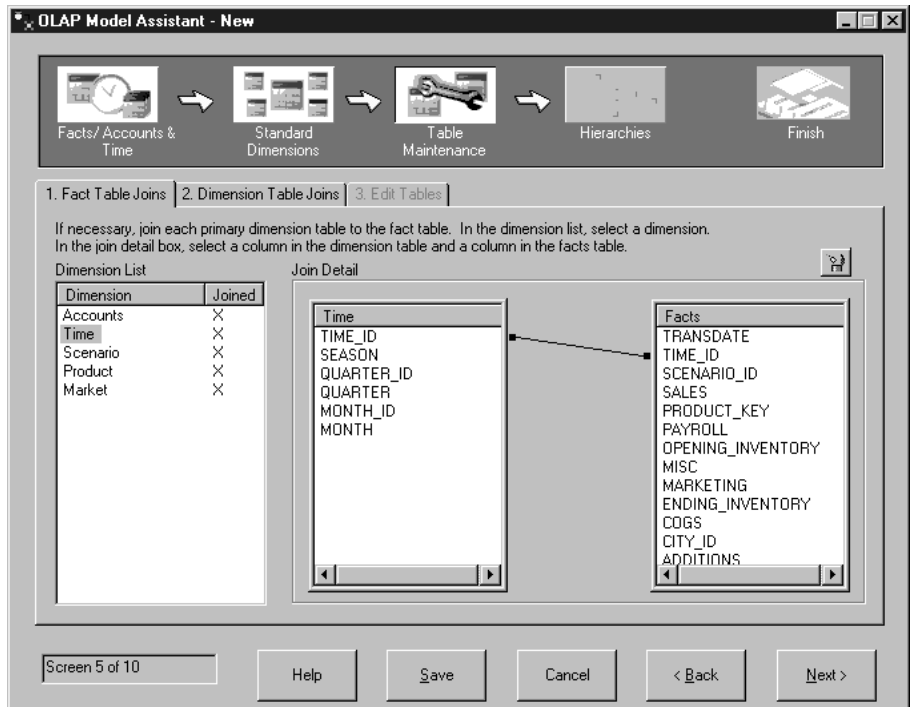 OLAP Model Assistant - New
Facts/ Accounts & Time
Standard Dimensions
Table Maintenance
Hierarchies
Finish
1. Fact Table Joins
2. Dimension Table Joins
3. Edit Tables
If necessary, join each primary dimension table to the fact table. In the dimension list, select a dimension.
In the join detail box, select a column in the dimension table and a column in the facts table.
Dimension List
Join Detail
Dimension Joined
Accounts X
Time X
Scenario X
Product X
Market X
Time
TIME_ID
SEASON
QUARTER_ID
QUARTER
MONTH_ID
MONTH
Facts
TRANSDATE
TIME_ID
SCENARIO_ID
SALES
PRODUCT_KEY
PAYROLL
OPENING_INVENTORY
MISC
MARKETING
ENDING_INVENTORY
COGS
CITY_ID
ADDITIONS
Screen 5 of 10
Help
Save
Cancel
< Back
Next >